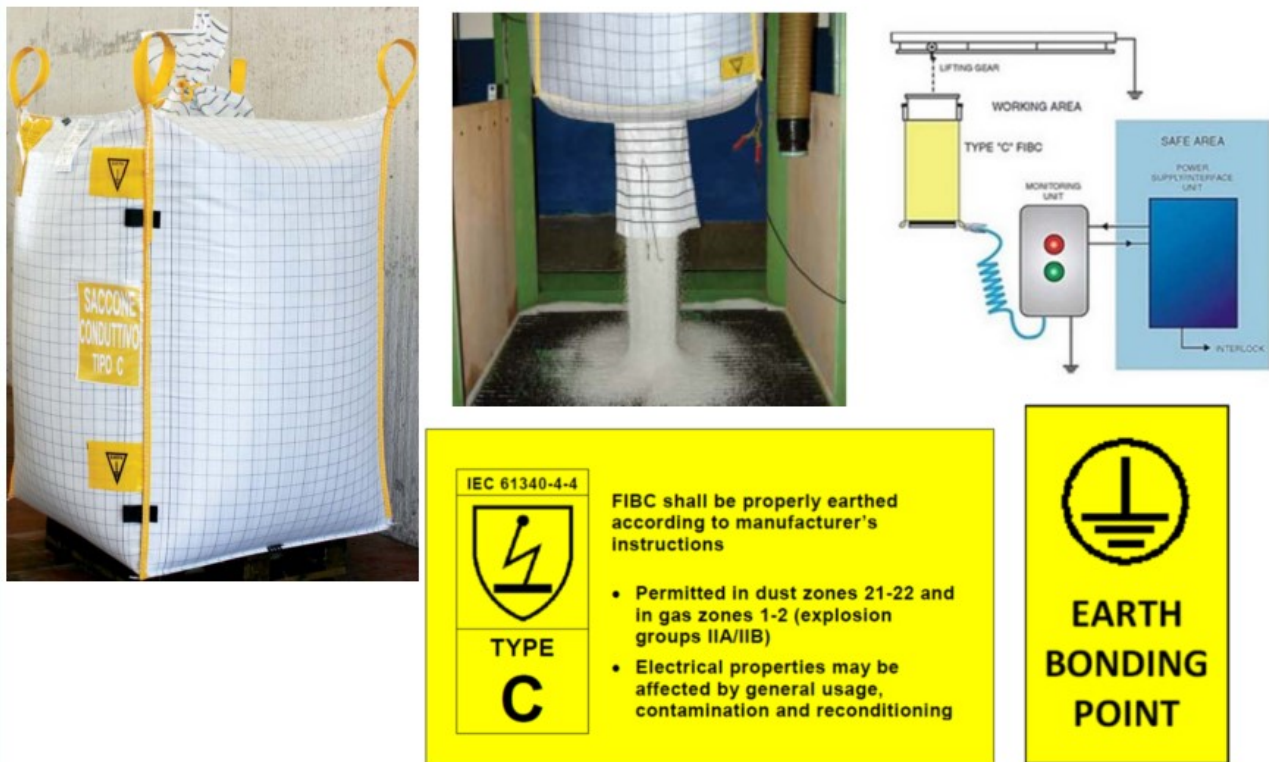 SACCONE
CONDUTTIVO
TIPO C
LIFTING GEAR
WORKING AREA
TYPE "C" FIBC
MONITORING
UNIT
SAFE AREA
POWER
SUPPLY/INTERFACE
UNIT
INTERLOCK
IEC 61340-4-4
TYPE
C
FIBC shall be properly earthed
according to manufacturer's
instructions
• Permitted in dust zones 21-22 and
in gas zones 1-2 (explosion
groups IIA/IIB)
• Electrical properties may be
affected by general usage,
contamination and reconditioning
EARTH
BONDING
POINT